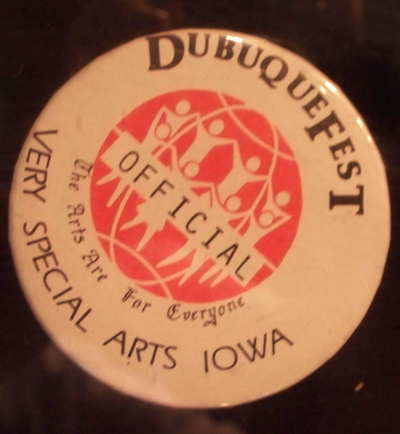 DUBUQUEFEST
OFFICIAL
The Arts Are For Everyone
VERY SPECIAL ARTS IOWA